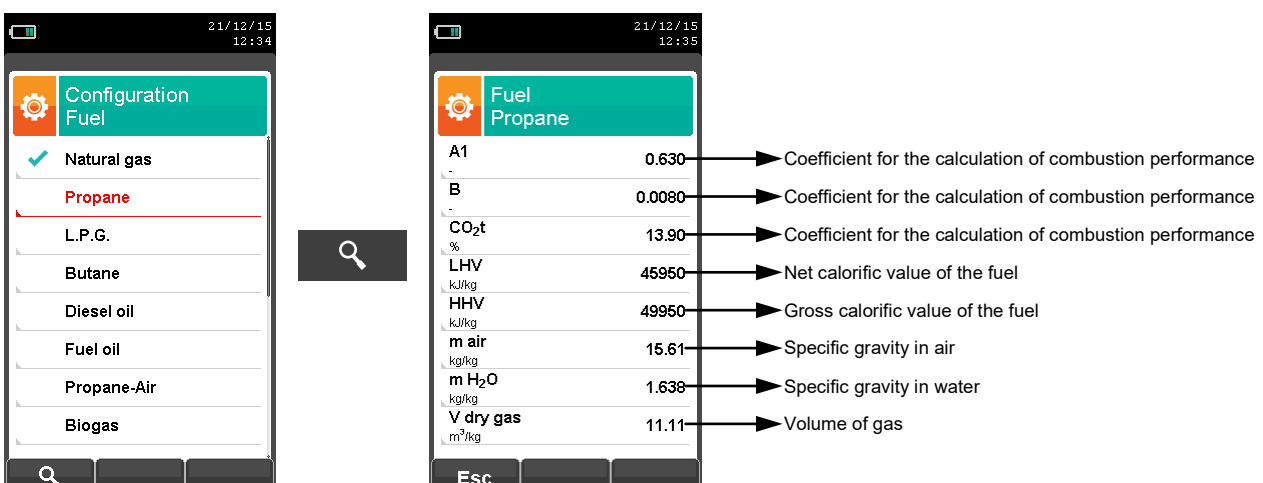 21/12/15
12:34
Configuration
Fuel
Natural gas
Propane
L.P.G.
Butane
Diesel oil
Fuel oil
Propane-Air
Biogas
21/12/15
12:35
Fuel
Propane
A1 0.630 Coefficient for the calculation of combustion performance
-
B 0.0080 Coefficient for the calculation of combustion performance
-
CO₂t 13.90 Coefficient for the calculation of combustion performance
%
LHV 45950 Net calorific value of the fuel
kJ/kg
HHV 49950 Gross calorific value of the fuel
kJ/kg
m air 15.61 Specific gravity in air
kg/kg
m H₂O 1.638 Specific gravity in water
kg/kg
V dry gas 11.11 Volume of gas
m³/kg
Esc